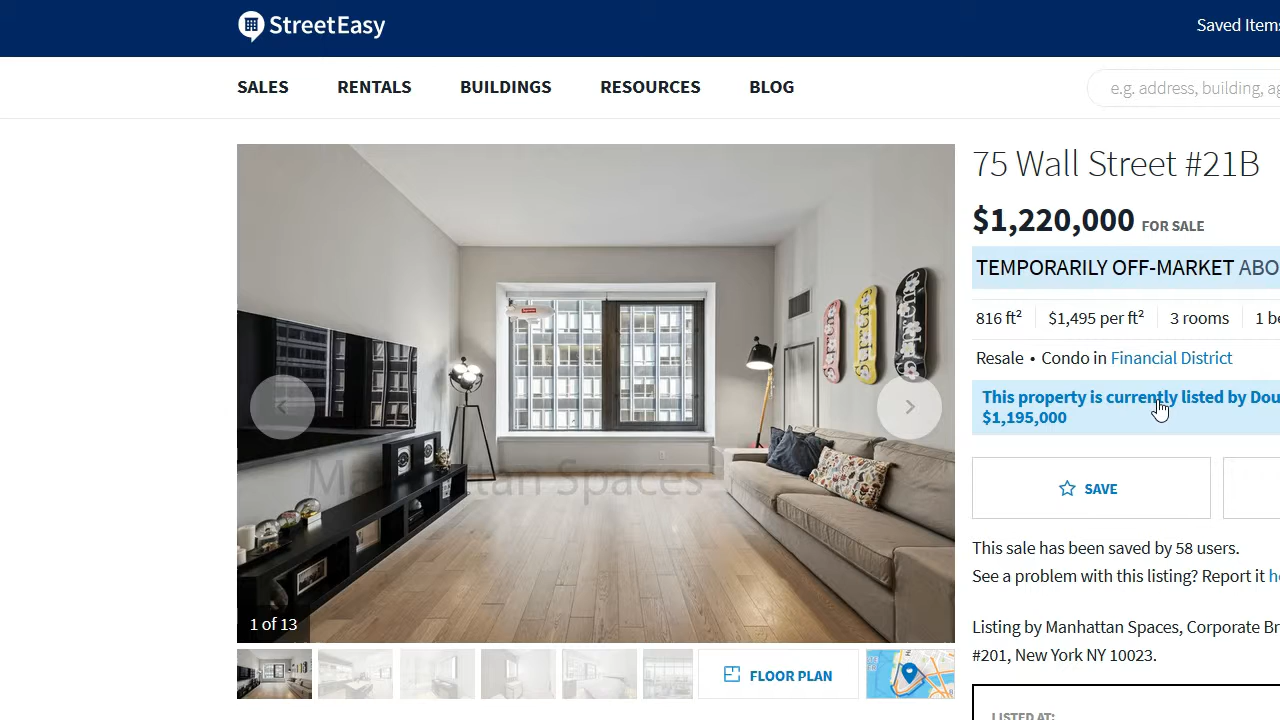 StreetEasy
Saved Items
SALES RENTALS BUILDINGS RESOURCES BLOG
e.g. address, building, ag
75 Wall Street #21B
$1,220,000 FOR SALE
TEMPORARILY OFF-MARKET ABO
816 ft² $1,495 per ft² 3 rooms 1 be
Resale • Condo in Financial District
This property is currently listed by Dou
$1,195,000
Manhattan Spaces
SAVE
This sale has been saved by 58 users.
See a problem with this listing? Report it he
1 of 13
Listing by Manhattan Spaces, Corporate Br
#201, New York NY 10023.
FLOOR PLAN
LISTED AT: